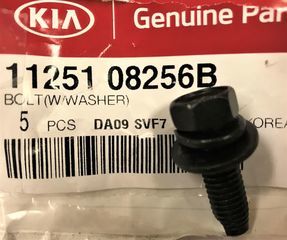 KIA Genuine Par
11251 08256B
BOLT(W/WASHER)
5 PCS DA09 SVF7 KOREA